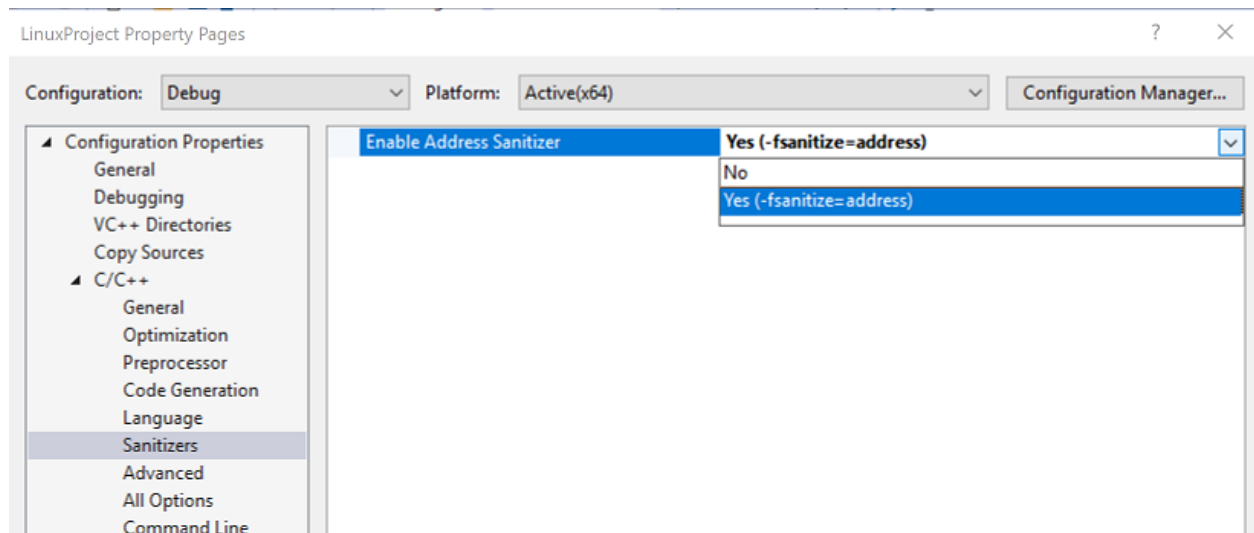 LinuxProject Property Pages ?
Configuration: Debug Platform: Active(x64) Configuration Manager...
Configuration Properties
General
Debugging
VC++ Directories
Copy Sources
C/C++
General
Optimization
Preprocessor
Code Generation
Language
Sanitizers
Advanced
All Options
Command Line
Enable Address Sanitizer Yes (-fsanitize=address)
No
Yes (-fsanitize=address)